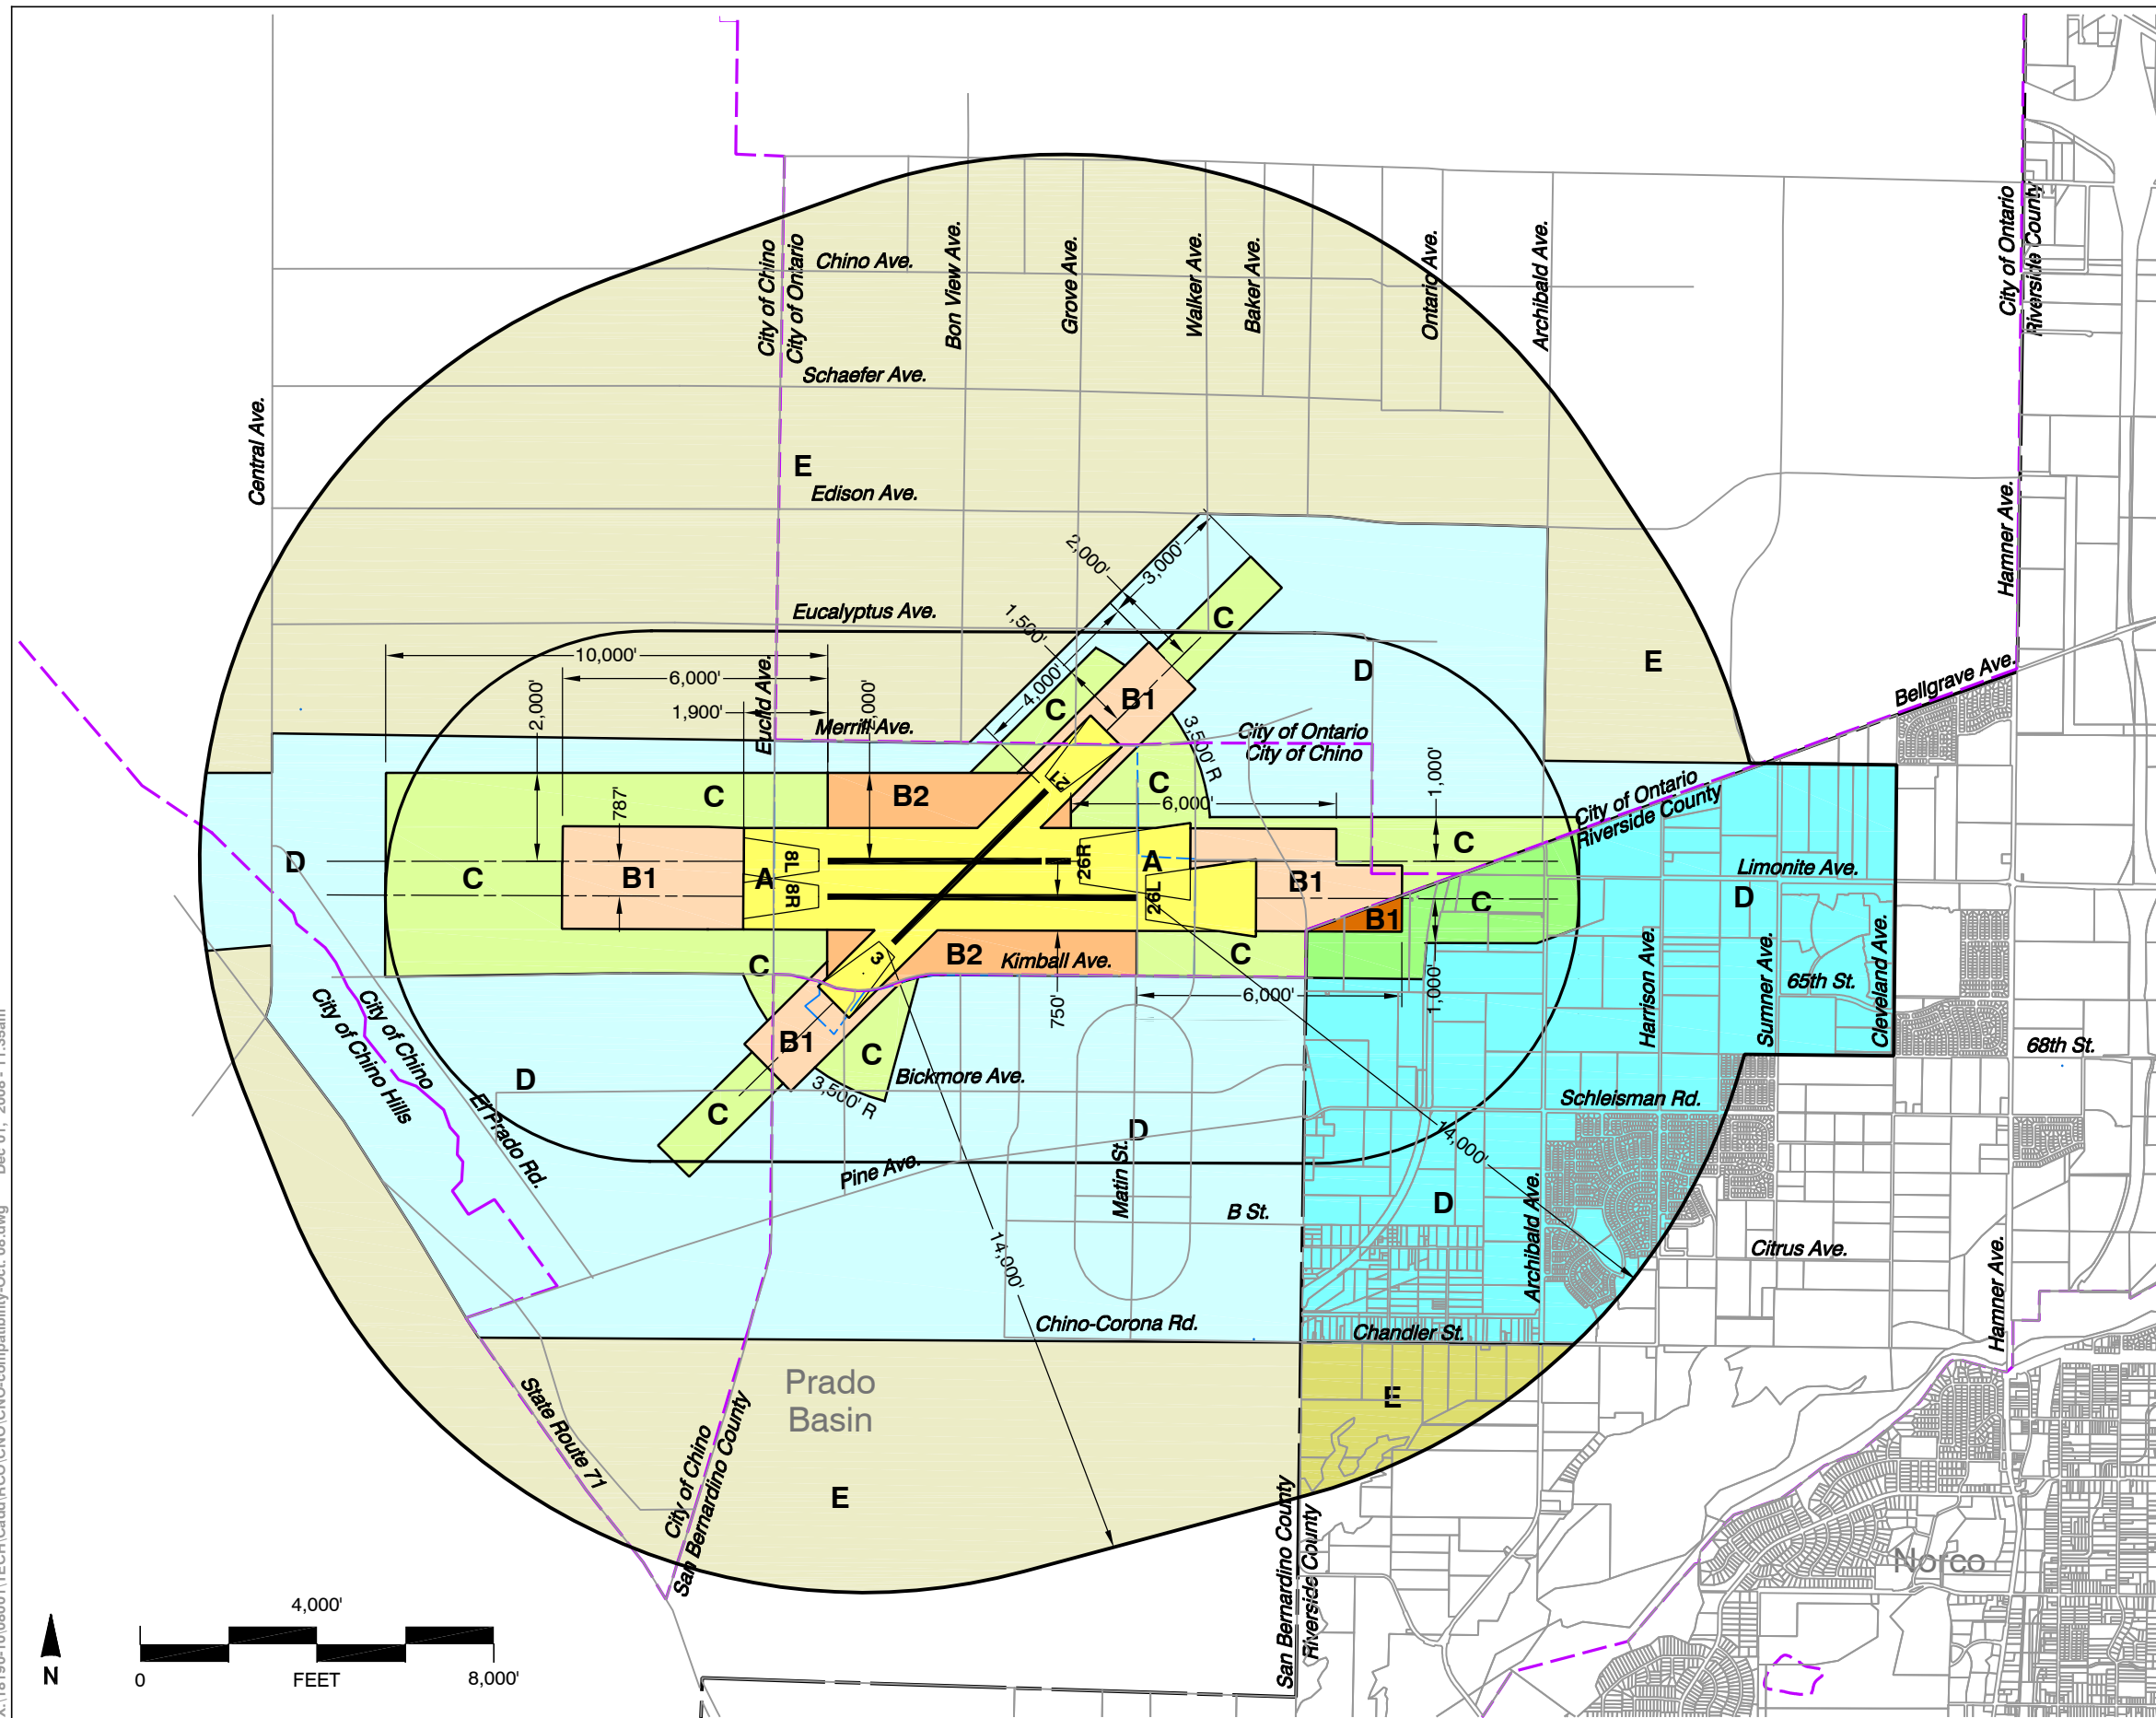 City of Ontario
Riverside County
City of Chino
City of Ontario
Chino Ave.
Bon View Ave.
Grove Ave.
Walker Ave.
Baker Ave.
Ontario Ave.
Archibald Ave.
Schaefer Ave.
Central Ave.
E
Edison Ave.
Hamner Ave.
2,000'
3,000'
Eucalyptus Ave.
1,500'
C
10,000'
6,000'
4,000'
D
E
Bellgrave Ave.
2,000'
1,900'
Euclid Ave.
Merrill Ave.
B1
C
3,500' R
City of Ontario
City of Chino
1,000'
787'
C
B2
21
C
6,000'
City of Ontario
Riverside County
C
D
C
B1
A
8L
8R
26R
26L
A
B1
B1
C
Limonite Ave.
D
C
3
B2
Kimball Ave.
C
750'
6,000'
1,000'
Harrison Ave.
Sumner Ave.
65th St.
Cleveland Ave.
68th St.
City of Chino
City of Chino Hills
El Prado Rd.
D
B1
C
3,500' R
Bickmore Ave.
C
Schleisman Rd.
D
Matin St.
14,000'
Pine Ave.
B St.
D
Archibald Ave.
Citrus Ave.
Hamner Ave.
14,000'
Chino-Corona Rd.
Chandler St.
Prado
Basin
E
State Route 71
City of Chino
San Bernardino County
E
San Bernardino County
Riverside County
Norco
4,000'
N
0
FEET
8,000'